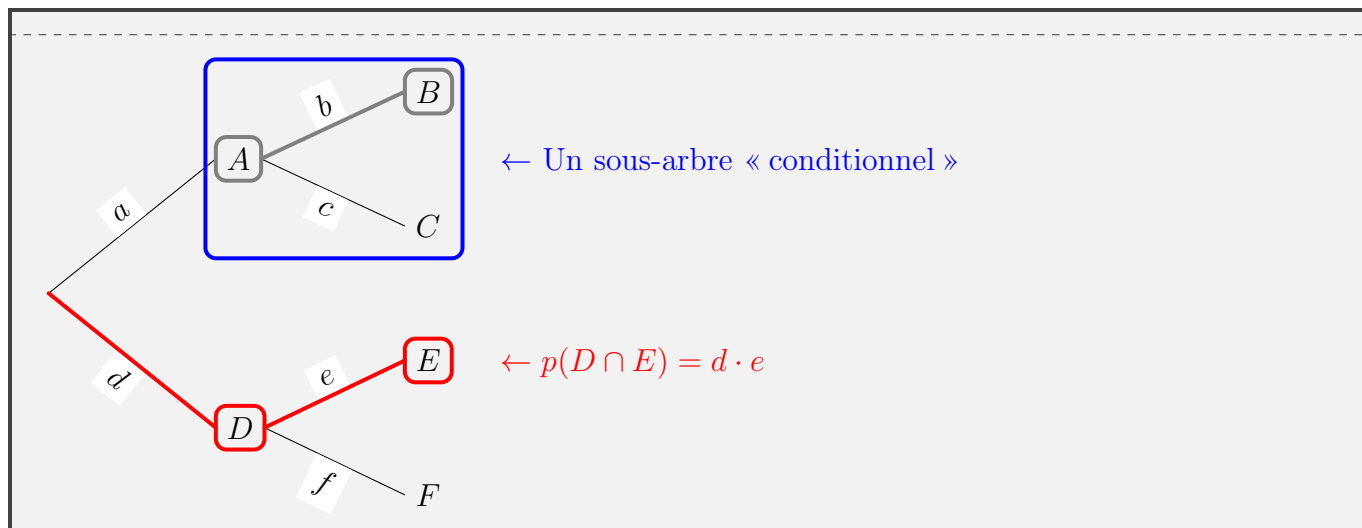 b
B
A
← Un sous-arbre « conditionnel »
a
c
C
e
E
← p(D ∩ E) = d · e
d
D
f
F